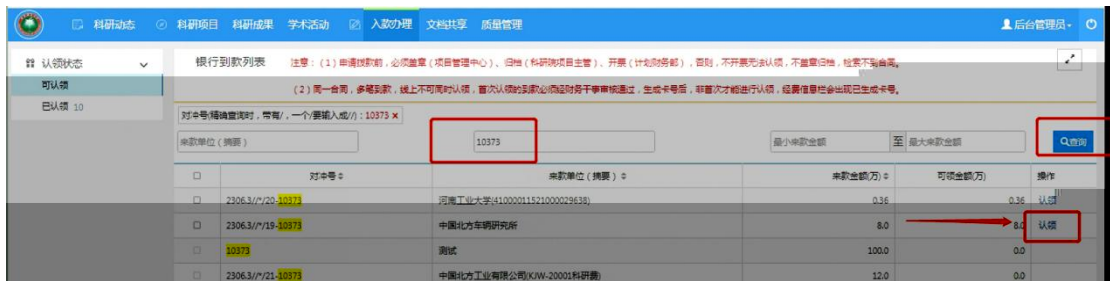 科研动态 科研项目 科研成果 学术活动 入款办理 文档共享 质量管理 后台管理员
认领状态
可认领
已认领 10
银行到款列表 注意：（1）申请拨款前，必须盖章（项目管理中心）、归档（科研院项目主管）、开票（计划财务部），否则，不开票无法认领，不盖章归档，检索不到合同。
（2）同一合同，多笔到款，线上不可同时认领，首次认领的到款必须经财务干事审核通过，生成卡号后，非首次才能进行认领，经费信息栏会出现已生成卡号。
对冲号(精确查询时，带有/，一个/要输入成//)：10373 ×
来款单位（摘要） 10373 最小来款金额 至 最大来款金额 查询
对冲号 来款单位（摘要） 来款金额(万) 可领金额(万) 操作
2306.3//*/20-10373 河南工业大学(41000011521000029638) 0.36 0.36 认领
2306.3//*/19-10373 中国北方车辆研究所 8.0 8.0 认领
10373 测试 100.0 0.0
2306.3//*/21-10373 中国北方工业有限公司(KJW-20001科研费) 12.0 0.0